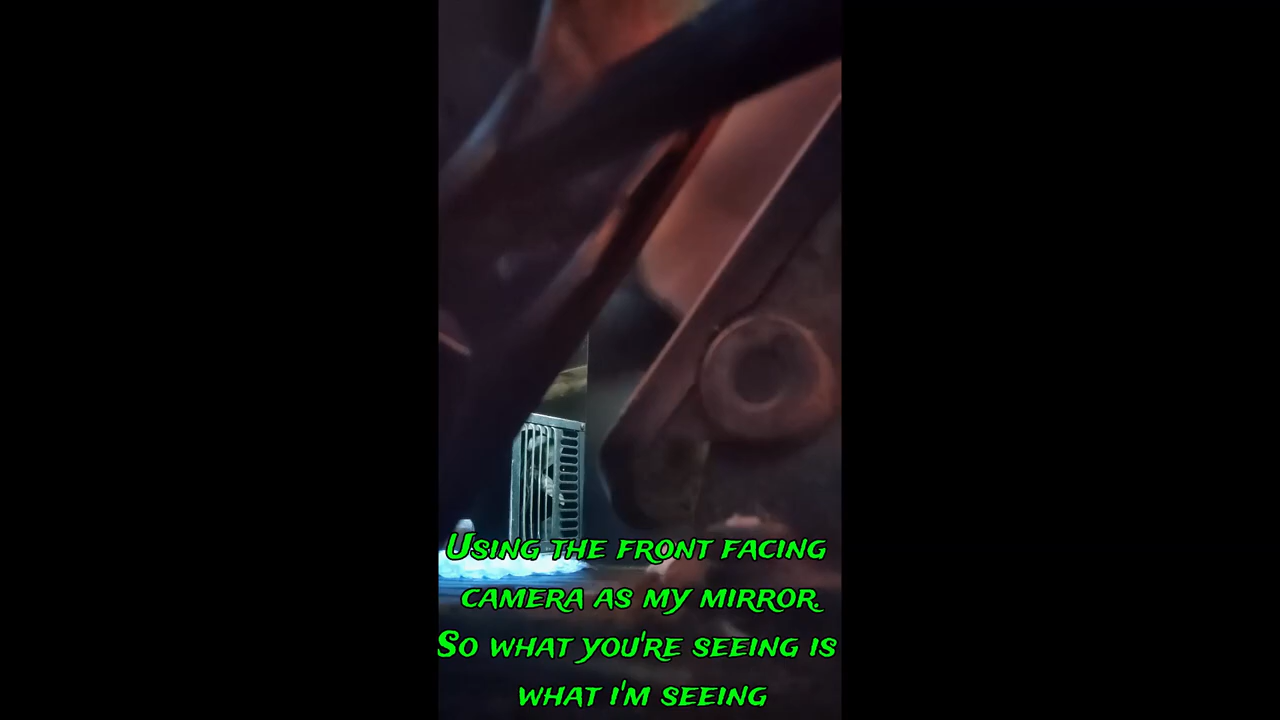 Using the front facing
camera as my mirror.
So what you're seeing is
what i'm seeing